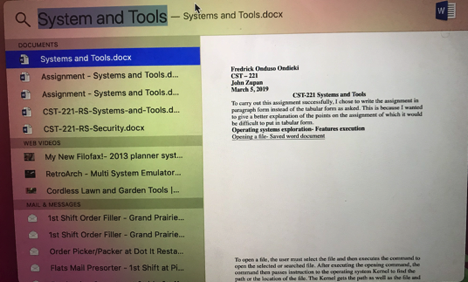 System and Tools — Systems and Tools.docx
DOCUMENTS
Systems and Tools.docx
Assignment - Systems and Tools.d...
Assignment - Systems and Tools.d...
CST-221-RS-Systems-and-Tools.d...
CST-221-RS-Security.docx
WEB VIDEOS
My New Filofax!- 2013 planner syst...
RetroArch - Multi System Emulator...
Cordless Lawn and Garden Tools |...
MAIL & MESSAGES
1st Shift Order Filler - Grand Prairie...
1st Shift Order Filler - Grand Prairie...
Order Picker/Packer at Dot It Resta...
Flats Mail Presorter - 1st Shift at Pi...
Fredrick Onduso Ondieki
CST – 221
John Zupan
March 5, 2019
CST-221 Systems and Tools
To carry out this assignment successfully, I chose to write the assignment in
paragraph form instead of the tabular form as asked. This is because I wanted
to give a better explanation of the points on the assignment of which it would
be difficult to put in tabular form.
Operating systems exploration- Features execution
Opening a file- Saved word document
To open a file, the user must select the file and then executes the command to
open the selected or searched file. After executing the opening command, the
command then passes instruction to the operating system Kernel to find the
path or the location of the file. The Kernel gets the path as well as the file and